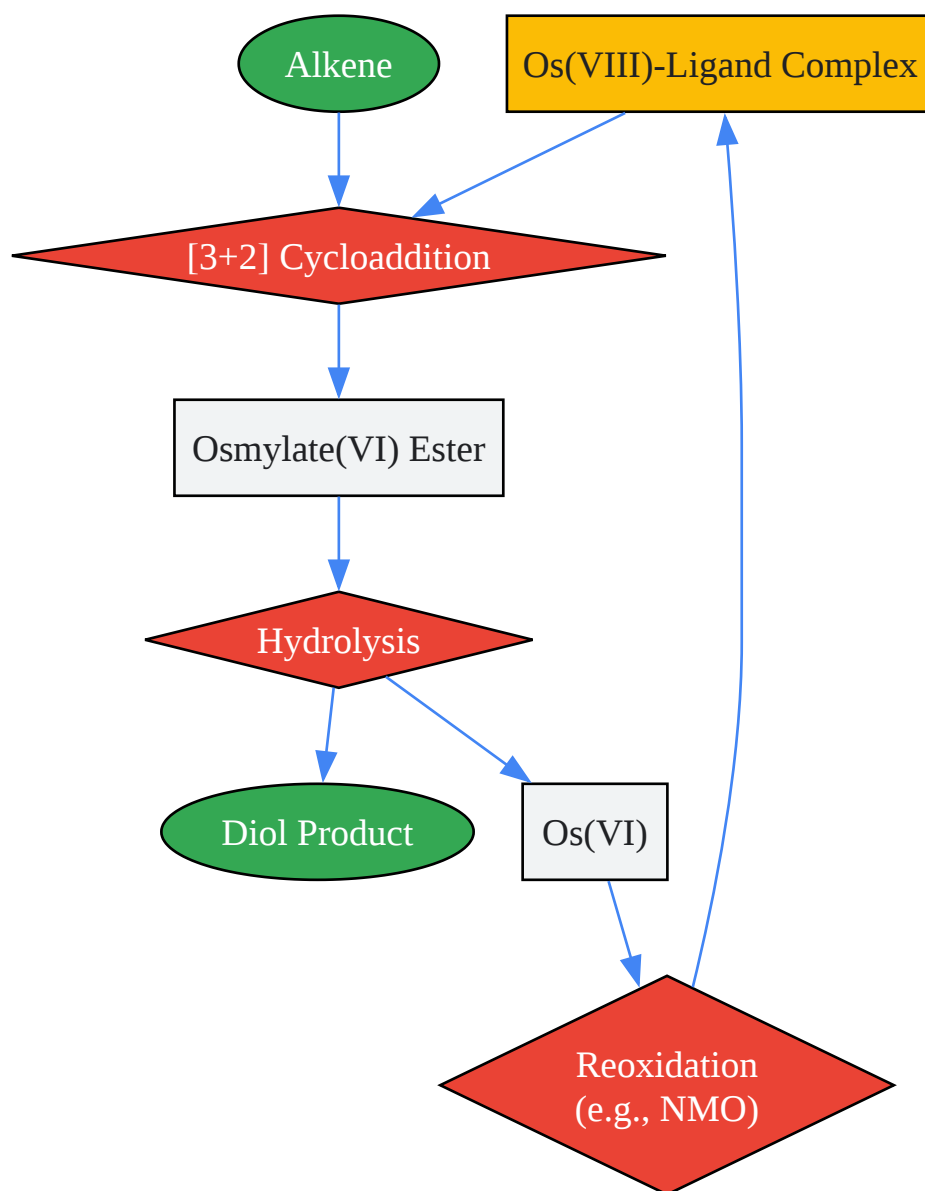 Alkene
Os(VIII)-Ligand Complex
[3+2] Cycloaddition
Osmylate(VI) Ester
Hydrolysis
Diol Product
Os(VI)
Reoxidation
(e.g., NMO)